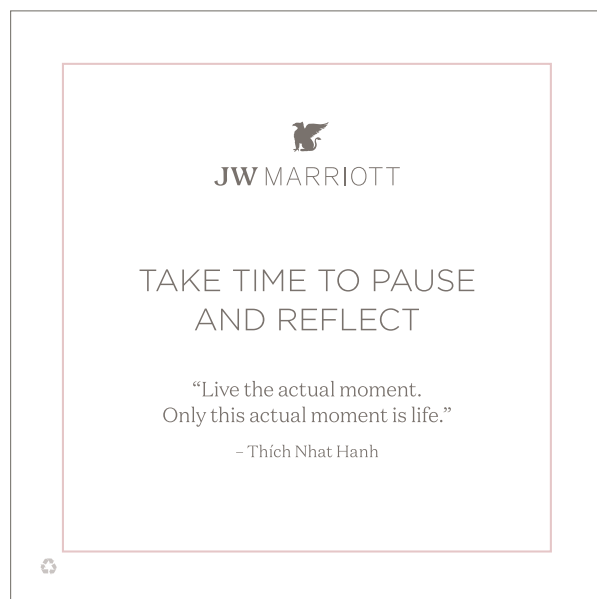 JW MARRIOTT
TAKE TIME TO PAUSE
AND REFLECT
“Live the actual moment.
Only this actual moment is life.”
– Thích Nhat Hanh